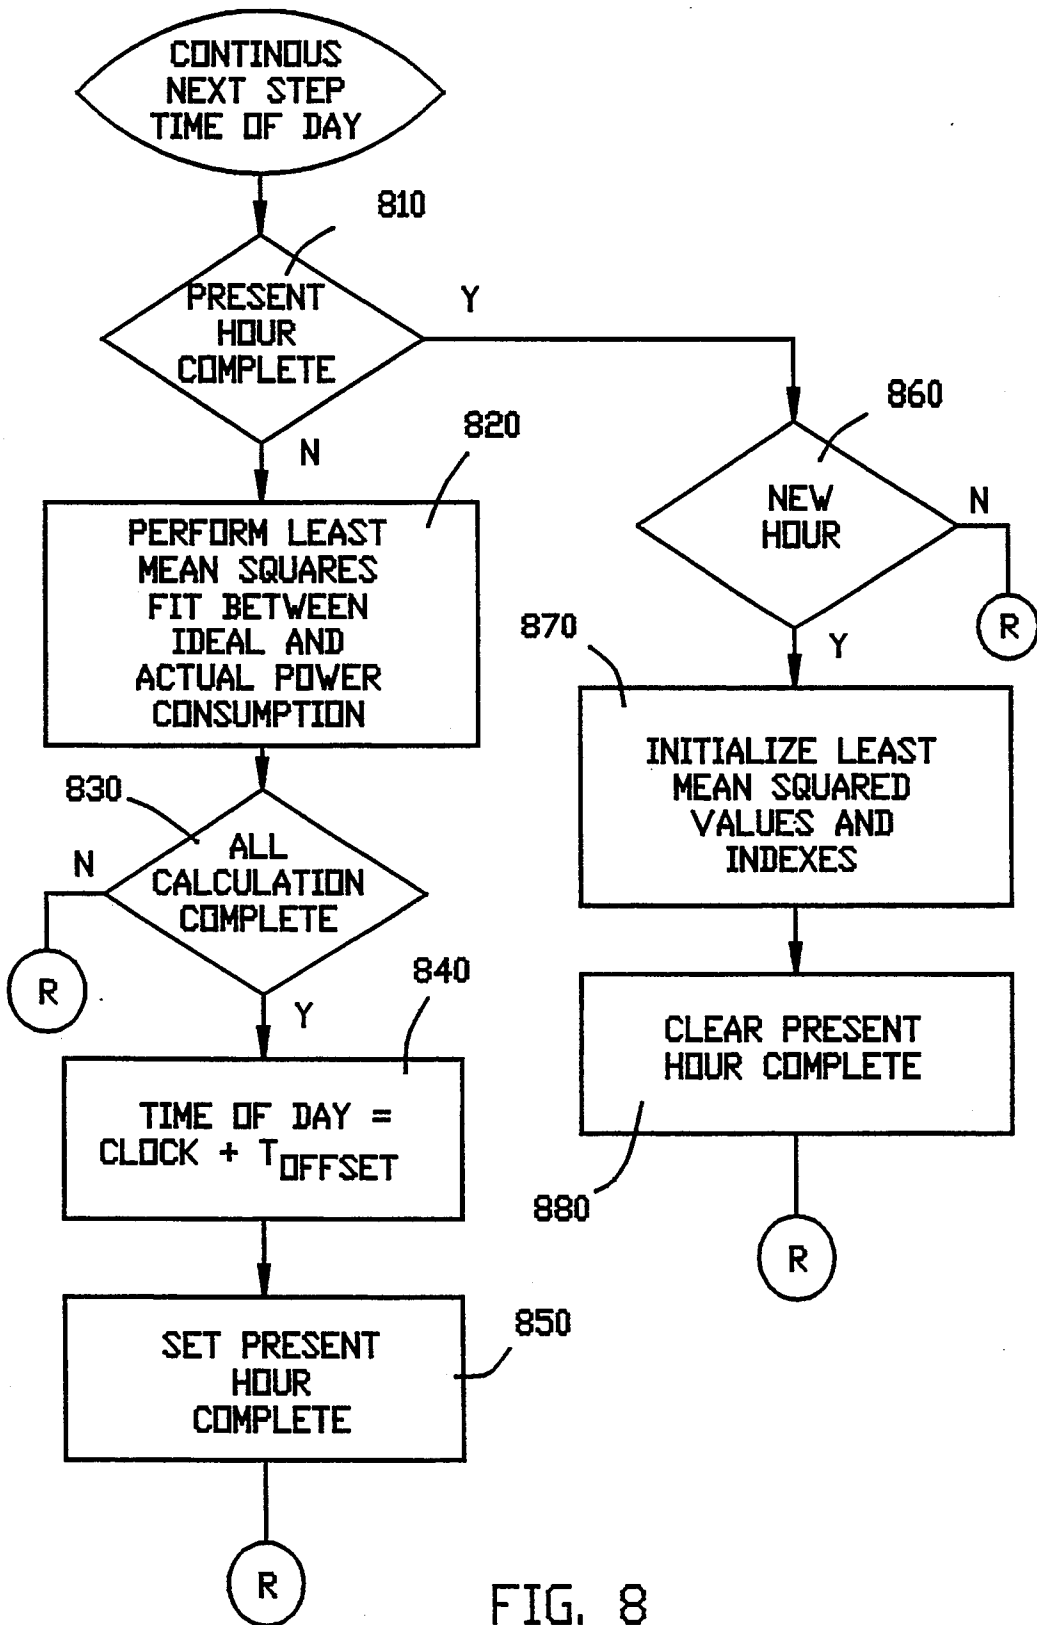 CONTINOUS
NEXT STEP
TIME OF DAY
810
PRESENT
HOUR
COMPLETE
Y
N
820
PERFORM LEAST
MEAN SQUARES
FIT BETWEEN
IDEAL AND
ACTUAL POWER
CONSUMPTION
830
ALL
CALCULATION
COMPLETE
N
R
Y
840
TIME OF DAY =
CLOCK + TOFFSET
850
SET PRESENT
HOUR
COMPLETE
R
860
NEW
HOUR
N
R
Y
870
INITIALIZE LEAST
MEAN SQUARED
VALUES AND
INDEXES
CLEAR PRESENT
HOUR COMPLETE
880
R
FIG. 8